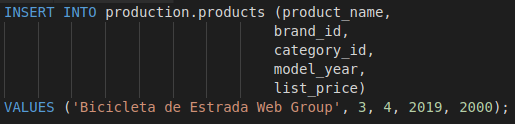 INSERT INTO production.products (product_name,
brand_id,
category_id,
model_year,
list_price)
VALUES ('Bicicleta de Estrada Web Group', 3, 4, 2019, 2000);